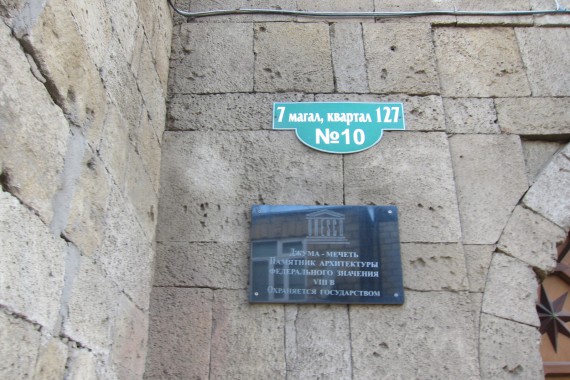 7 магал, квартал 127
№10
Джума-мечеть
Памятник архитектуры
федерального значения
VIII в
Охраняется государством